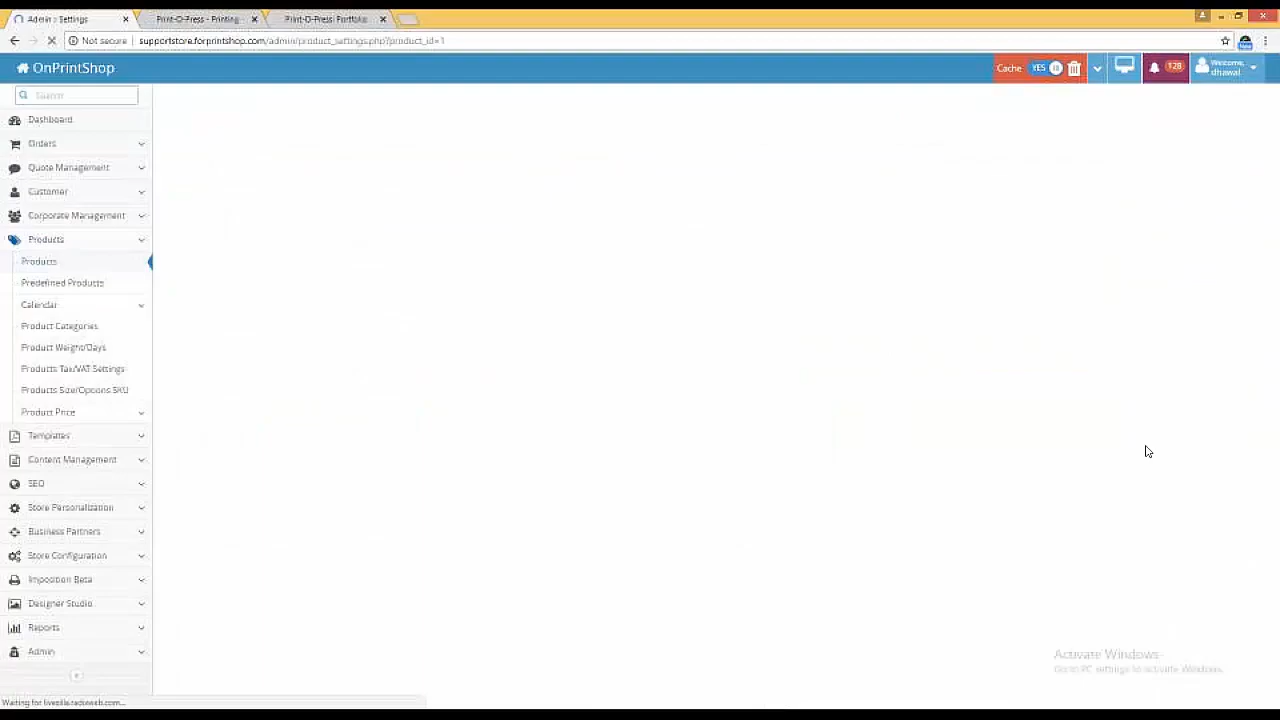 Admin :: Settings
Print-O-Press - Printing
Print-O-Press| Portfolio
Not secure
supportstore.forprintshop.com/admin/product_settings.php?product_id=1
New
OnPrintShop
Cache YES
128
Welcome,
dhawal
Search
Dashboard
Orders
Quote Management
Customer
Corporate Management
Products
Products
Predefined Products
Calendar
Product Categories
Product Weight/Days
Products Tax/VAT Settings
Products Size/Options SKU
Product Price
Templates
Content Management
SEO
Store Personalization
Business Partners
Store Configuration
Imposition Beta
Designer Studio
Reports
Admin
Activate Windows
Go to PC settings to activate Windows.
Waiting for livezilla.radixweb.com...